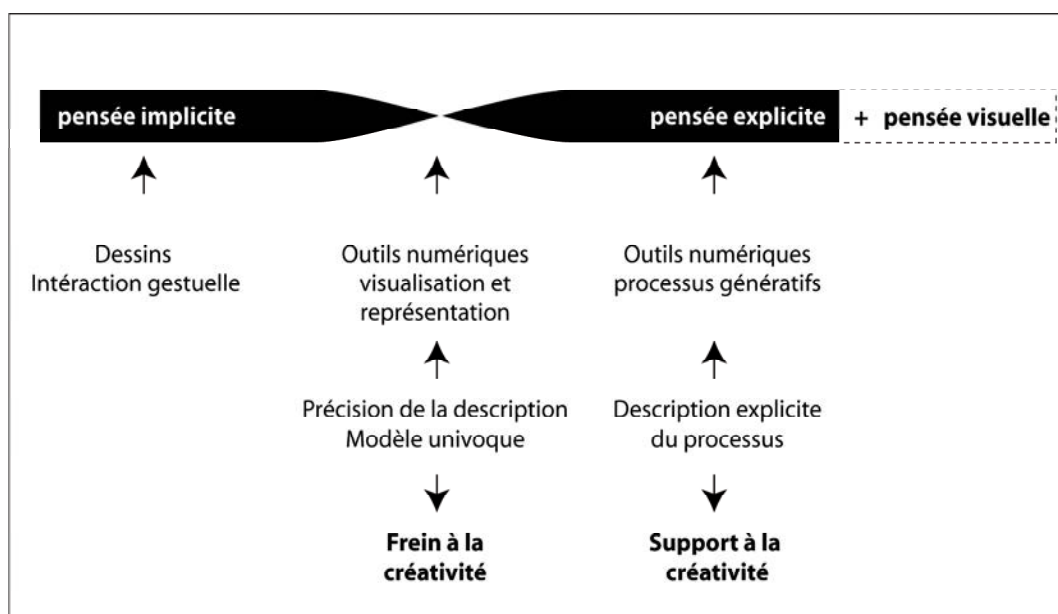 pensée implicite
pensée explicite
+ pensée visuelle
Dessins
Intéraction gestuelle
Outils numériques
visualisation et
représentation
Outils numériques
processus génératifs
Précision de la description
Modèle univoque
Description explicite
du processus
Frein à la
créativité
Support à la
créativité